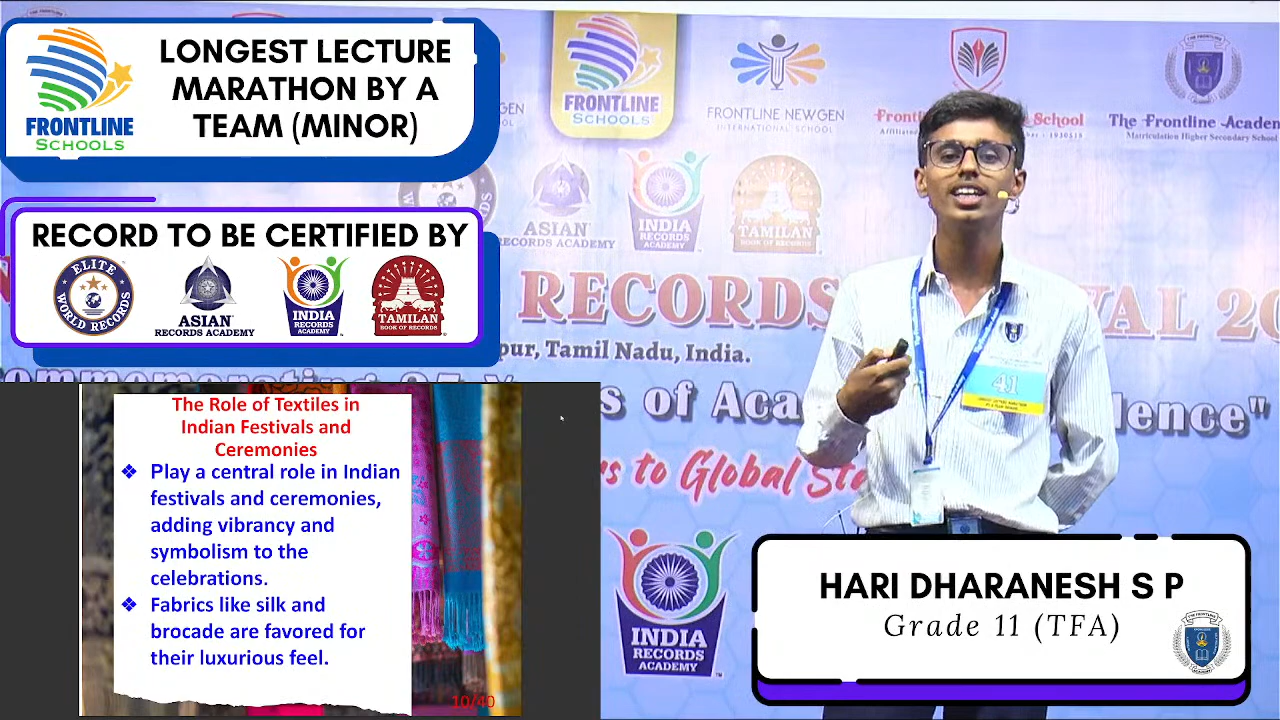 FRONTLINE
SCHOOLS
LONGEST LECTURE
MARATHON BY A
TEAM (MINOR)
RECORD TO BE CERTIFIED BY
ELITE
WORLD RECORDS
ASIAN
RECORDS ACADEMY
INDIA
RECORDS
ACADEMY
TAMILAN
BOOK OF RECORDS
FRONTLINE
SCHOOLS
FRONTLINE NEWGEN
INTERNATIONAL SCHOOL
School
The Frontline Academ
Matriculation Higher Secondary School
ASIAN
RECORDS ACADEMY
INDIA
RECORDS
ACADEMY
TAMILAN
BOOK OF RECORDS
RECORDS
VAL 20
pur, Tamil Nadu, India.
s of Aca
lence"
s to Global Sta
41
INDIA
RECORDS
ACADEMY
The Role of Textiles in
Indian Festivals and
Ceremonies
❖ Play a central role in Indian
festivals and ceremonies,
adding vibrancy and
symbolism to the
celebrations.
❖ Fabrics like silk and
brocade are favored for
their luxurious feel.
10/40
HARI DHARANESH S P
Grade 11 (TFA)